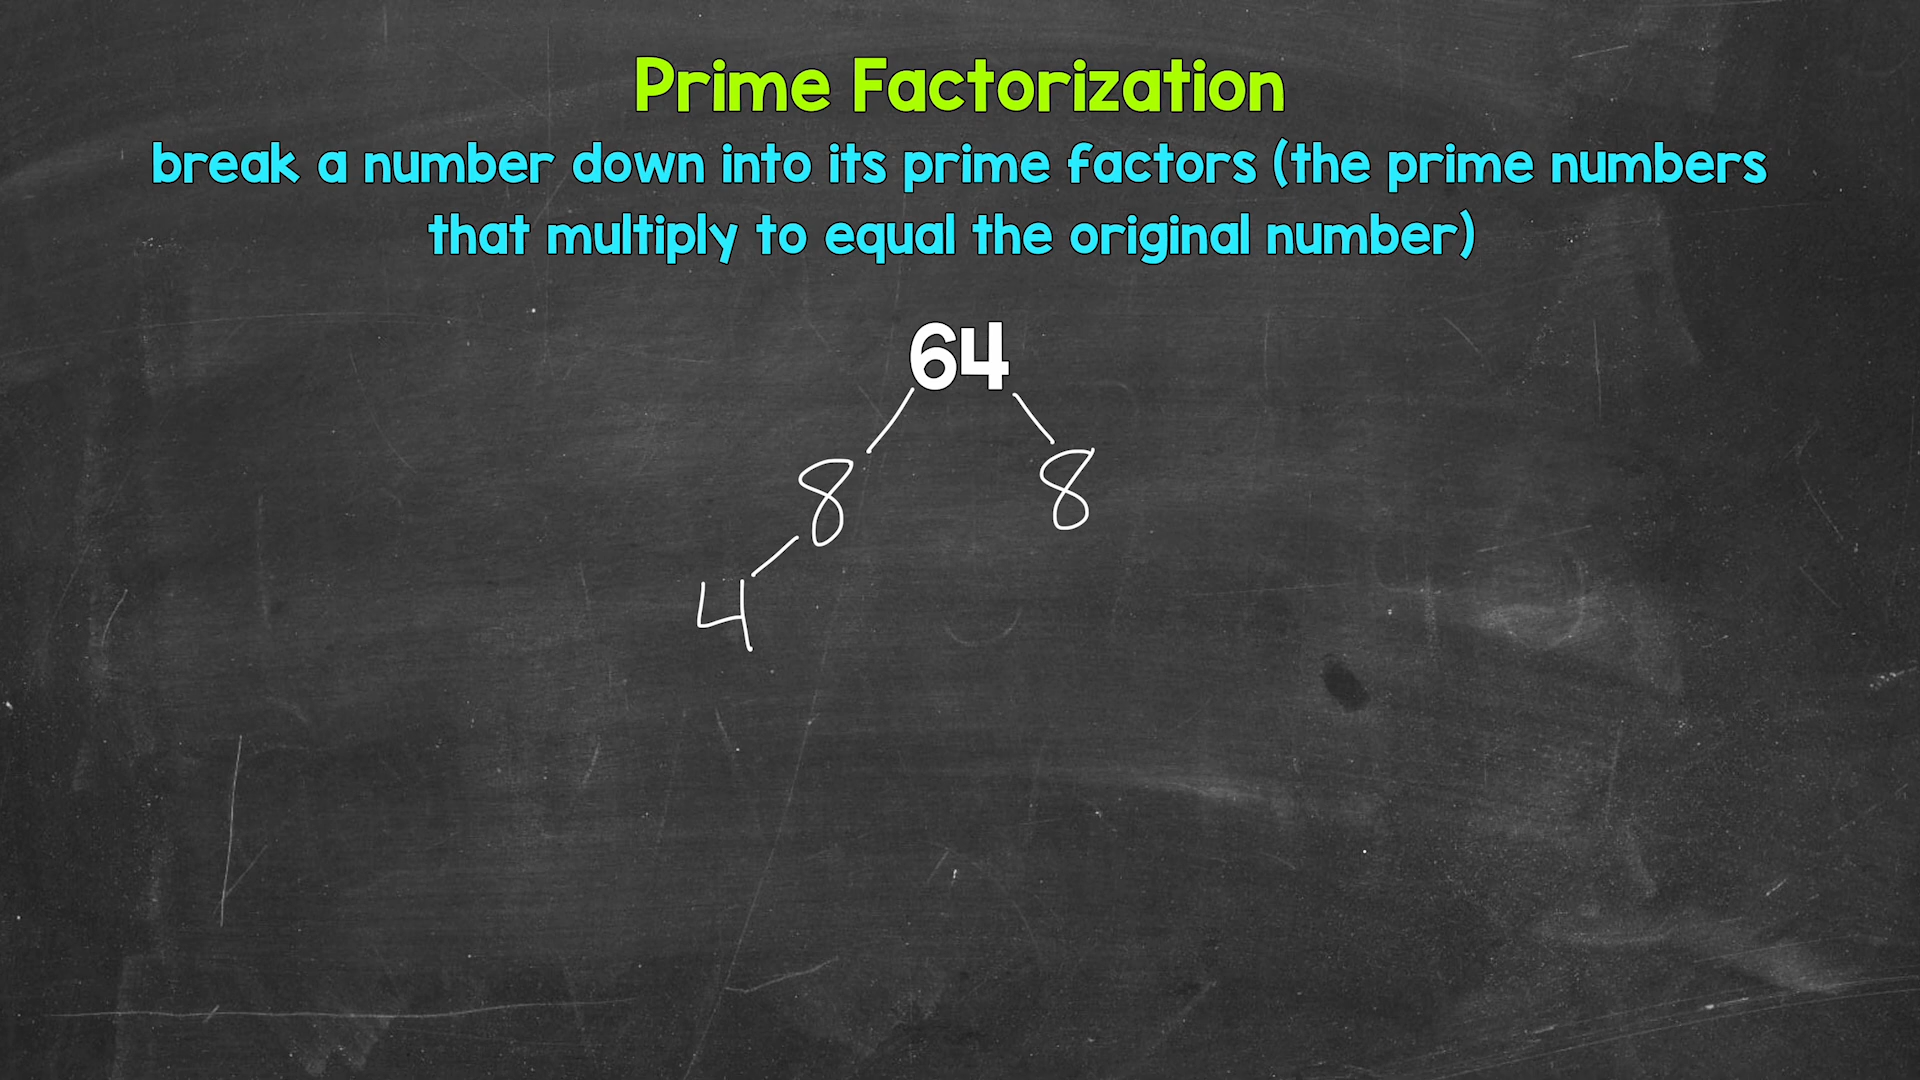 Prime Factorization
break a number down into its prime factors (the prime numbers
that multiply to equal the original number)
64
8 8
4